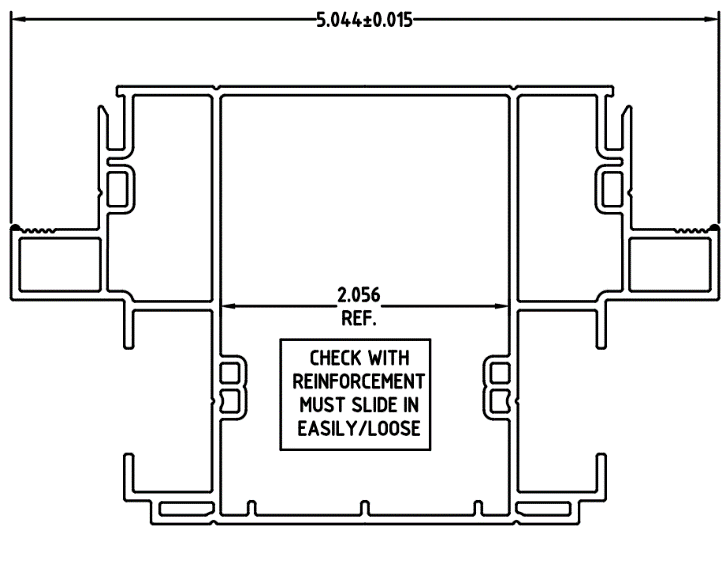 5.044±0.015
2.056
REF.
CHECK WITH
REINFORCEMENT
MUST SLIDE IN
EASILY/LOOSE